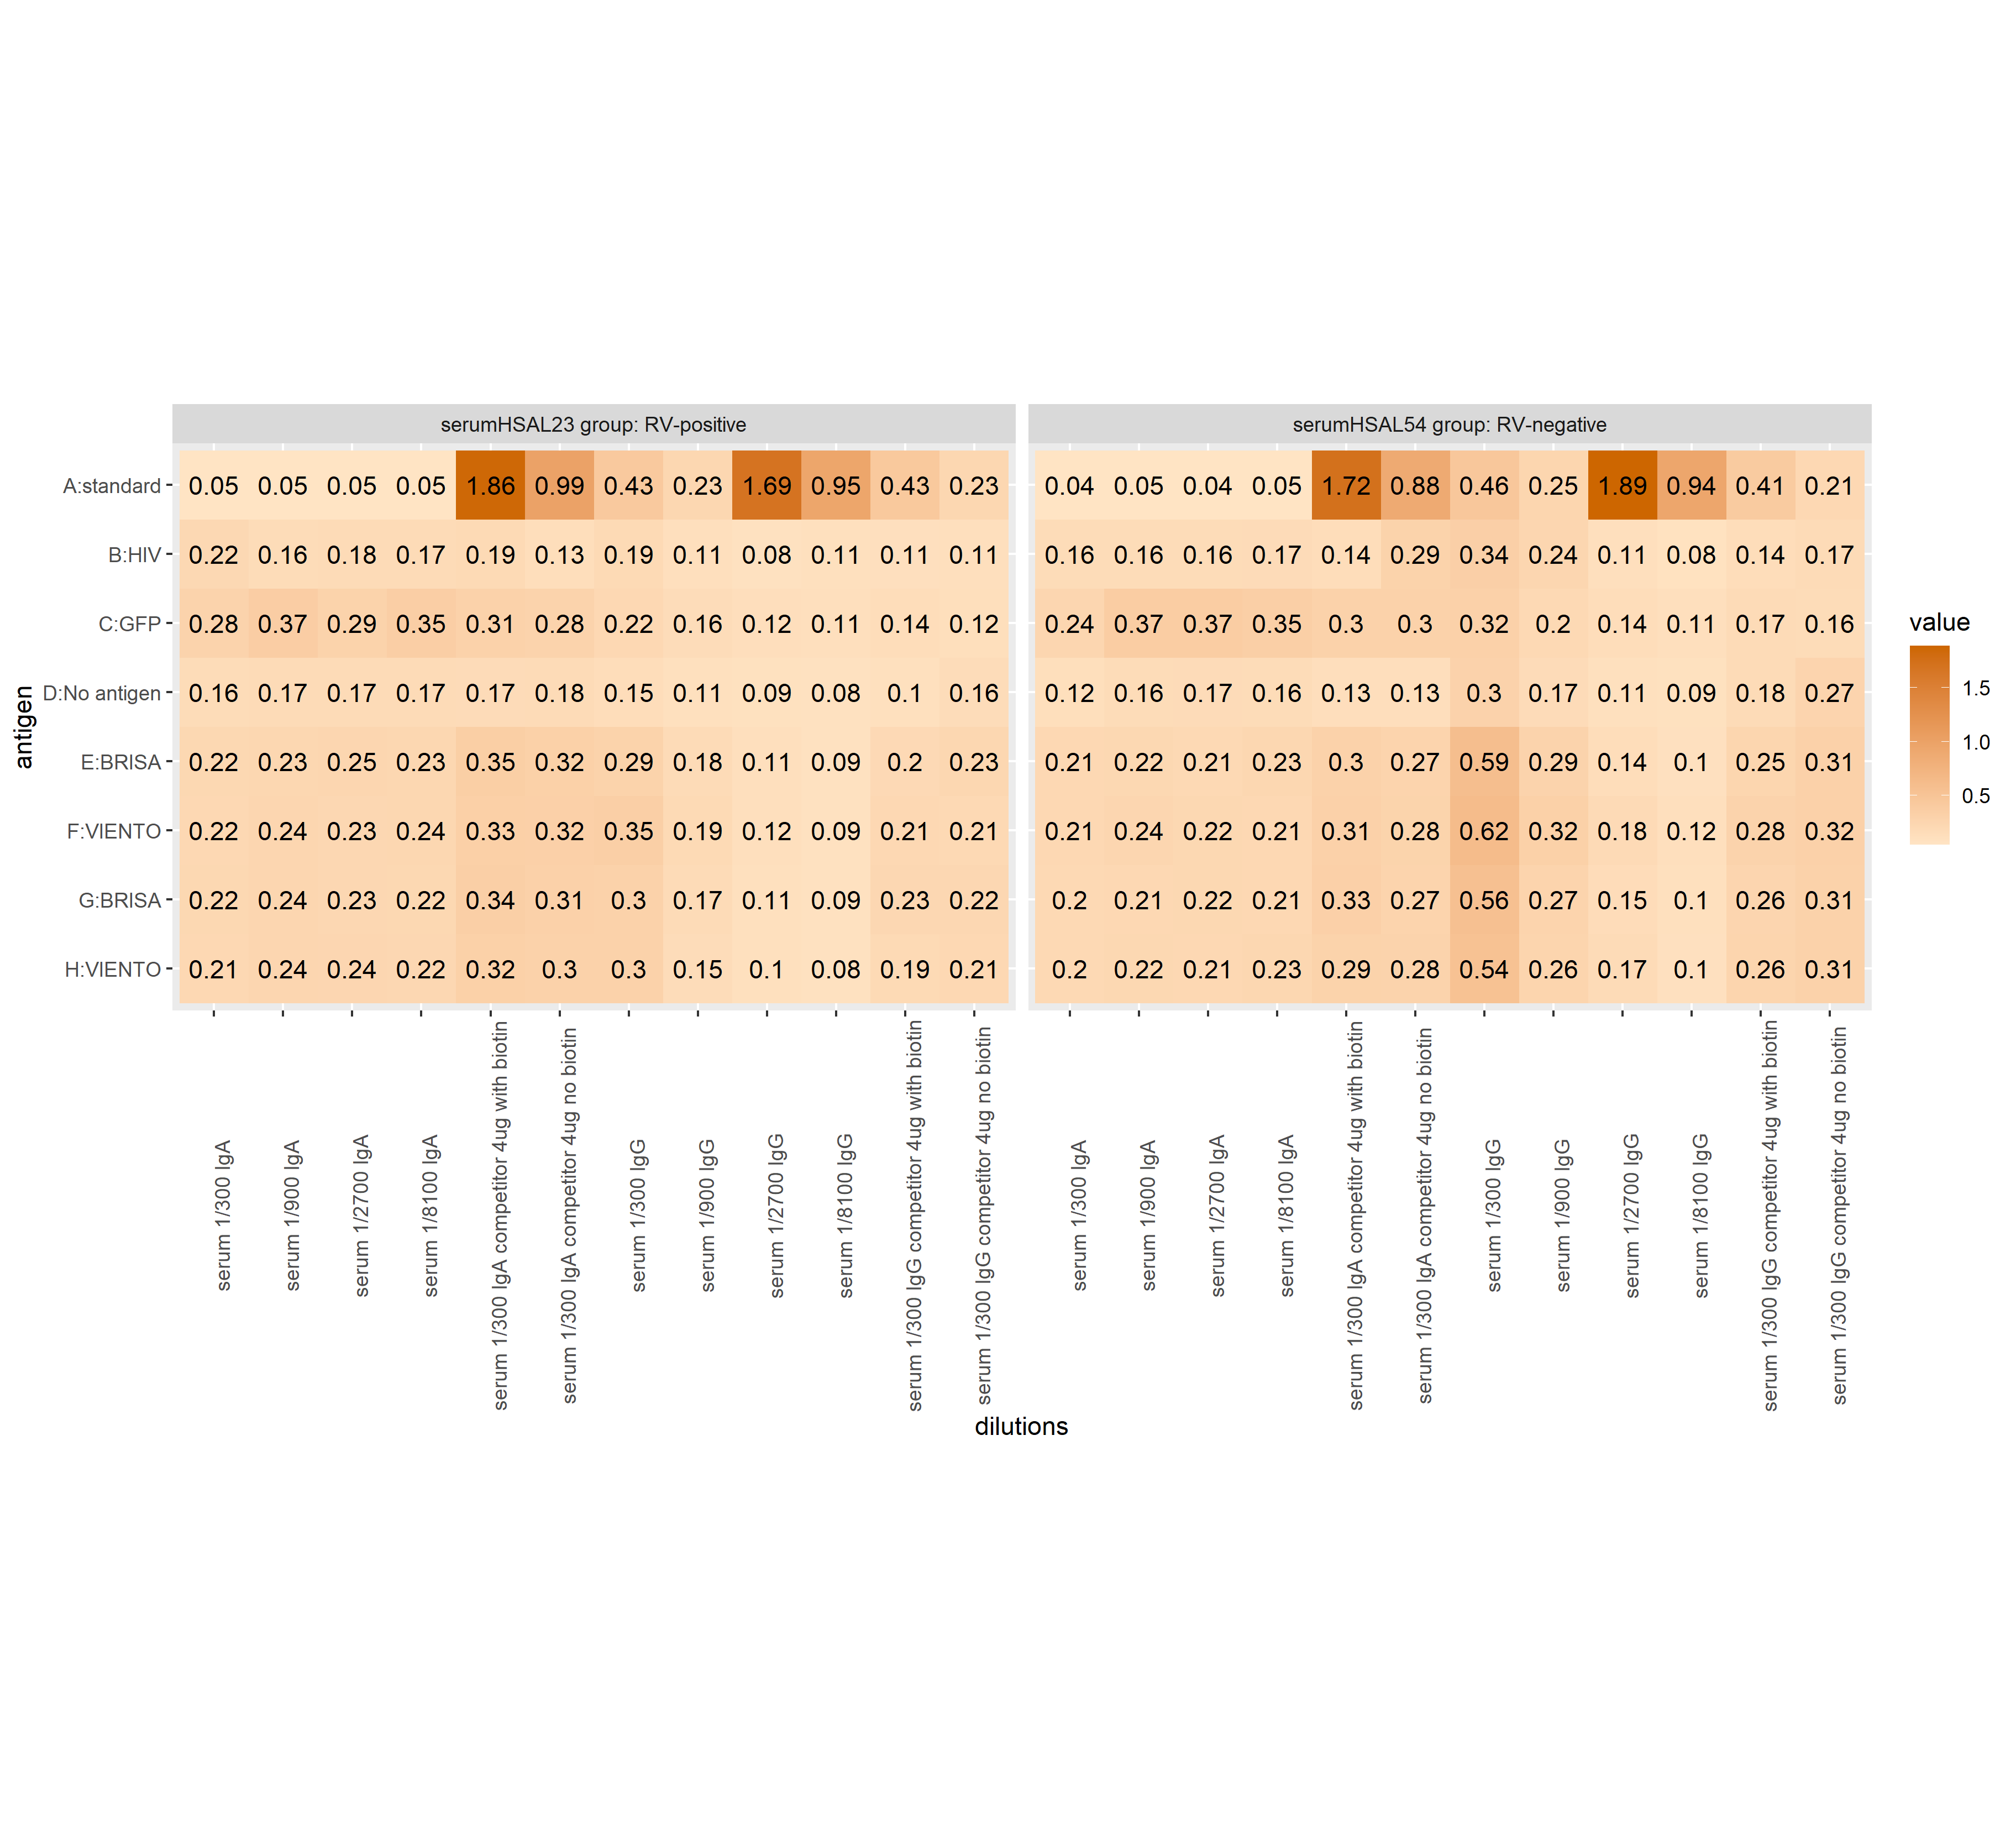 serumHSAL23 group: RV-positive
serumHSAL54 group: RV-negative
antigen
A:standard 0.05 0.05 0.05 0.05 1.86 0.99 0.43 0.23 1.69 0.95 0.43 0.23 0.04 0.05 0.04 0.05 1.72 0.88 0.46 0.25 1.89 0.94 0.41 0.21
B:HIV 0.22 0.16 0.18 0.17 0.19 0.13 0.19 0.11 0.08 0.11 0.11 0.11 0.16 0.16 0.16 0.17 0.14 0.29 0.34 0.24 0.11 0.08 0.14 0.17
C:GFP 0.28 0.37 0.29 0.35 0.31 0.28 0.22 0.16 0.12 0.11 0.14 0.12 0.24 0.37 0.37 0.35 0.3 0.3 0.32 0.2 0.14 0.11 0.17 0.16
D:No antigen 0.16 0.17 0.17 0.17 0.17 0.18 0.15 0.11 0.09 0.08 0.1 0.16 0.12 0.16 0.17 0.16 0.13 0.13 0.3 0.17 0.11 0.09 0.18 0.27
E:BRISA 0.22 0.23 0.25 0.23 0.35 0.32 0.29 0.18 0.11 0.09 0.2 0.23 0.21 0.22 0.21 0.23 0.3 0.27 0.59 0.29 0.14 0.1 0.25 0.31
F:VIENTO 0.22 0.24 0.23 0.24 0.33 0.32 0.35 0.19 0.12 0.09 0.21 0.21 0.21 0.24 0.22 0.21 0.31 0.28 0.62 0.32 0.18 0.12 0.28 0.32
G:BRISA 0.22 0.24 0.23 0.22 0.34 0.31 0.3 0.17 0.11 0.09 0.23 0.22 0.2 0.21 0.22 0.21 0.33 0.27 0.56 0.27 0.15 0.1 0.26 0.31
H:VIENTO 0.21 0.24 0.24 0.22 0.32 0.3 0.3 0.15 0.1 0.08 0.19 0.21 0.2 0.22 0.21 0.23 0.29 0.28 0.54 0.26 0.17 0.1 0.26 0.31
serum 1/300 IgA
serum 1/900 IgA
serum 1/2700 IgA
serum 1/8100 IgA
serum 1/300 IgA competitor 4ug with biotin
serum 1/300 IgA competitor 4ug no biotin
serum 1/300 IgG
serum 1/900 IgG
serum 1/2700 IgG
serum 1/8100 IgG
serum 1/300 IgG competitor 4ug with biotin
serum 1/300 IgG competitor 4ug no biotin
serum 1/300 IgA
serum 1/900 IgA
serum 1/2700 IgA
serum 1/8100 IgA
serum 1/300 IgA competitor 4ug with biotin
serum 1/300 IgA competitor 4ug no biotin
serum 1/300 IgG
serum 1/900 IgG
serum 1/2700 IgG
serum 1/8100 IgG
serum 1/300 IgG competitor 4ug with biotin
serum 1/300 IgG competitor 4ug no biotin
dilutions
value
1.5
1.0
0.5